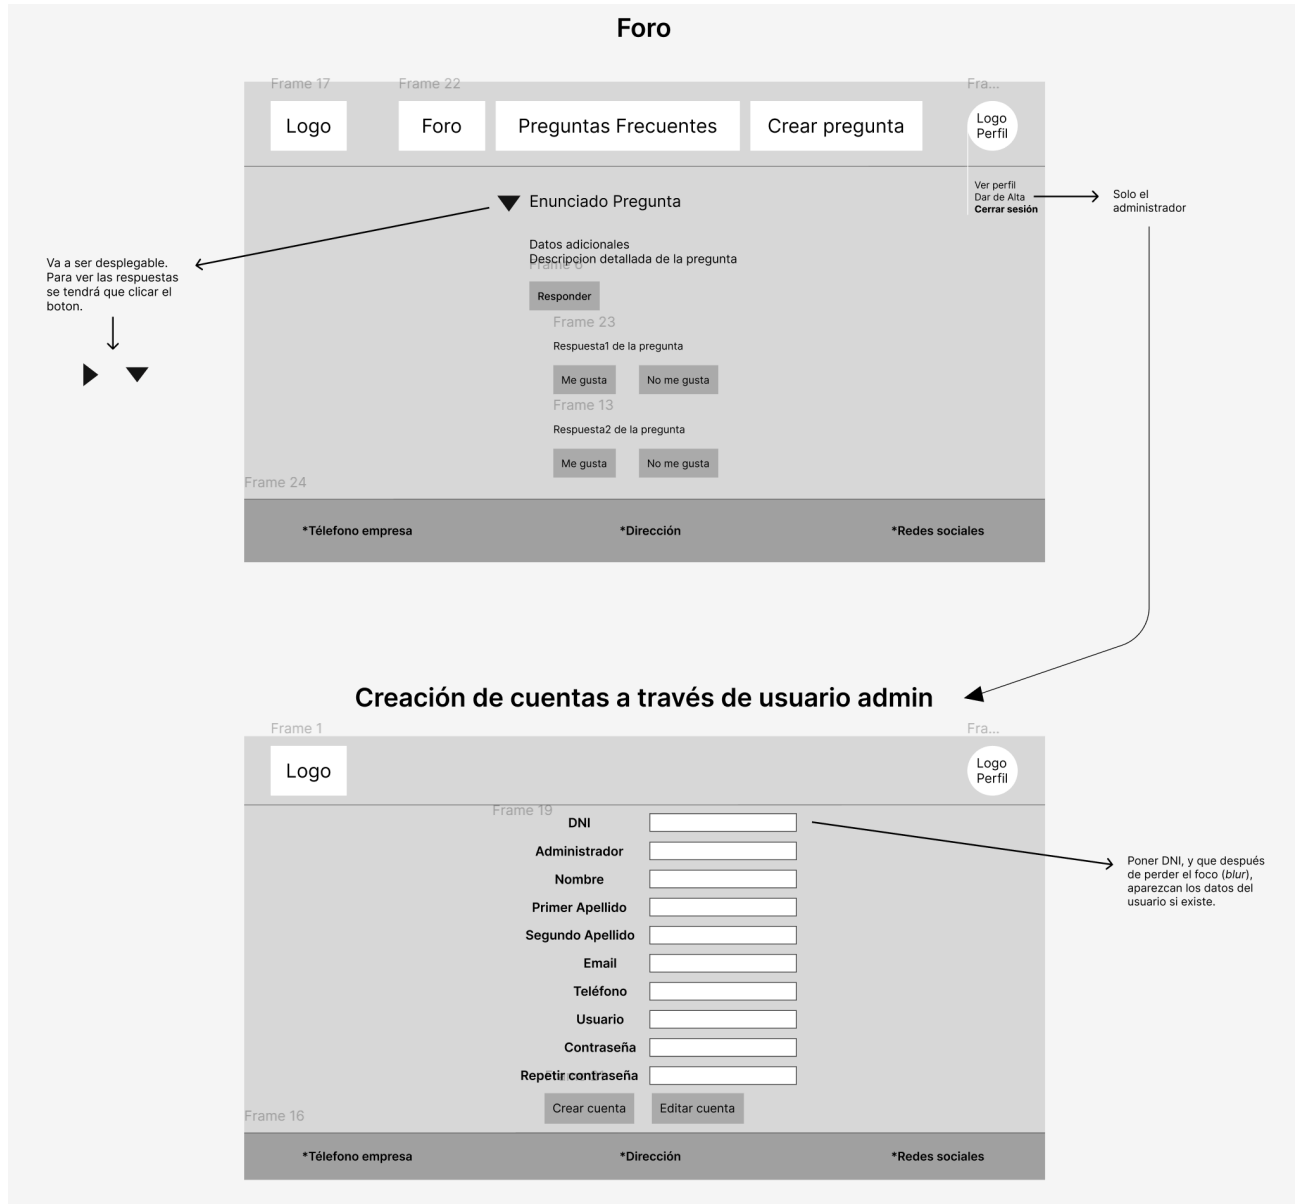 Foro
Frame 17
Frame 22
Fra...
Logo
Foro
Preguntas Frecuentes
Crear pregunta
Logo
Perfil
Ver perfil
Dar de Alta
Cerrar sesión
Solo el
administrador
Enunciado Pregunta
Va a ser desplegable.
Para ver las respuestas
se tendrá que clicar el
boton.
Datos adicionales
Descripcion detallada de la pregunta
Frame 6
Responder
Frame 23
Respuesta1 de la pregunta
Me gusta
No me gusta
Frame 13
Respuesta2 de la pregunta
Me gusta
No me gusta
Frame 24
*Télefono empresa
*Dirección
*Redes sociales
Creación de cuentas a través de usuario admin
Frame 1
Fra...
Logo
Logo
Perfil
Frame 19
DNI
Administrador
Nombre
Primer Apellido
Segundo Apellido
Email
Teléfono
Usuario
Contraseña
Repetir contraseña
Poner DNI, y que después
de perder el foco (blur),
aparezcan los datos del
usuario si existe.
Crear cuenta
Editar cuenta
Frame 16
*Télefono empresa
*Dirección
*Redes sociales